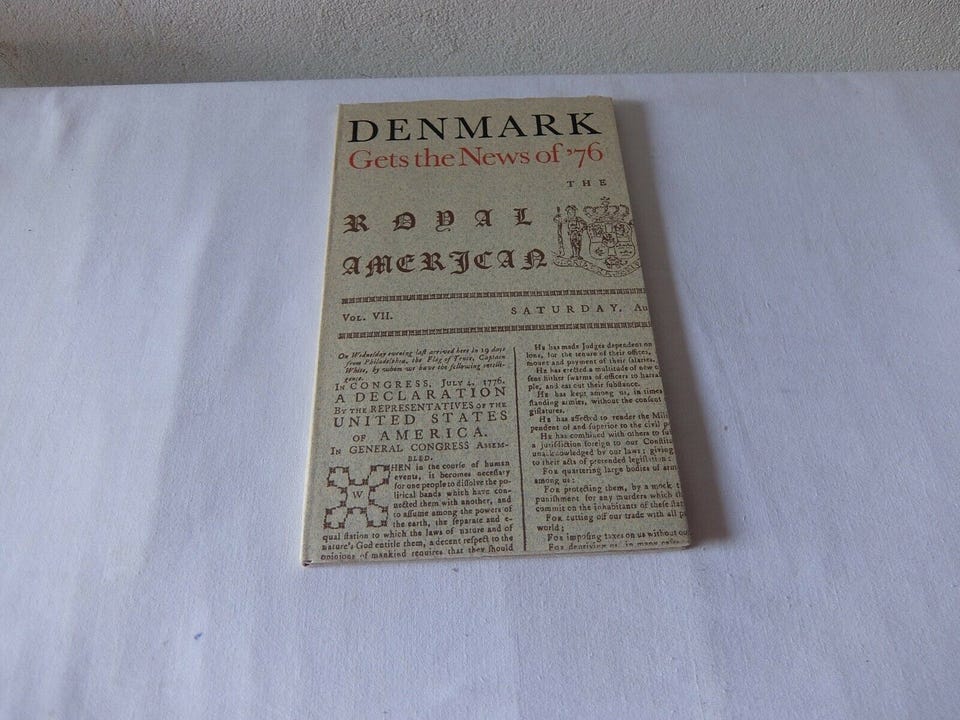 DENMARK
Gets the News of '76
THE
ROYAL
AMERICAN
VOL. VII.
SATURDAY, Au
On Wednesday evening last arrived here in 19 days
from Philadelphia, the Flag of Truce, Captain
White, by whom we have the following intelli-
gence.
IN CONGRESS, JULY 4, 1776.
A DECLARATION
BY THE REPRESENTATIVES OF THE
UNITED STATES
OF AMERICA.
IN GENERAL CONGRESS ASSEM-
BLED.
WHEN in the courſe of human
events, it becomes neceſſary
for one people to diſſolve the po-
litical bands which have con-
nected them with another, and
to aſſume among the powers of
the earth, the ſeparate and e-
qual ſtation to which the laws of nature and of
nature's God entitle them, a decent reſpect to the
opinions of mankind requires that they ſhould
He has made Judges dependent on
lone, for the tenure of their offices,
mount and payment of their ſalaries.
He has erected a multitude of new o
ſent hither ſwarms of officers to harra
ple, and eat out their ſubſtance.
He has kept among us, in times
ſtanding armies, without the conſent
giſlatures.
He has affected to render the Mili
pendent of and ſuperior to the civil p
He has combined with others to ſu
a juriſdiction foreign to our Conſtitu
unacknowledged by our laws; giving
to their acts of pretended legiſlation:
For quartering large bodies of arm
among us:
For protecting them, by a mock t
puniſhment for any murders which th
commit on the inhabitants of theſe ſtat
For cutting off our trade with all p
world;
For impoſing taxes on us without ou
For depriving us, in many caſes